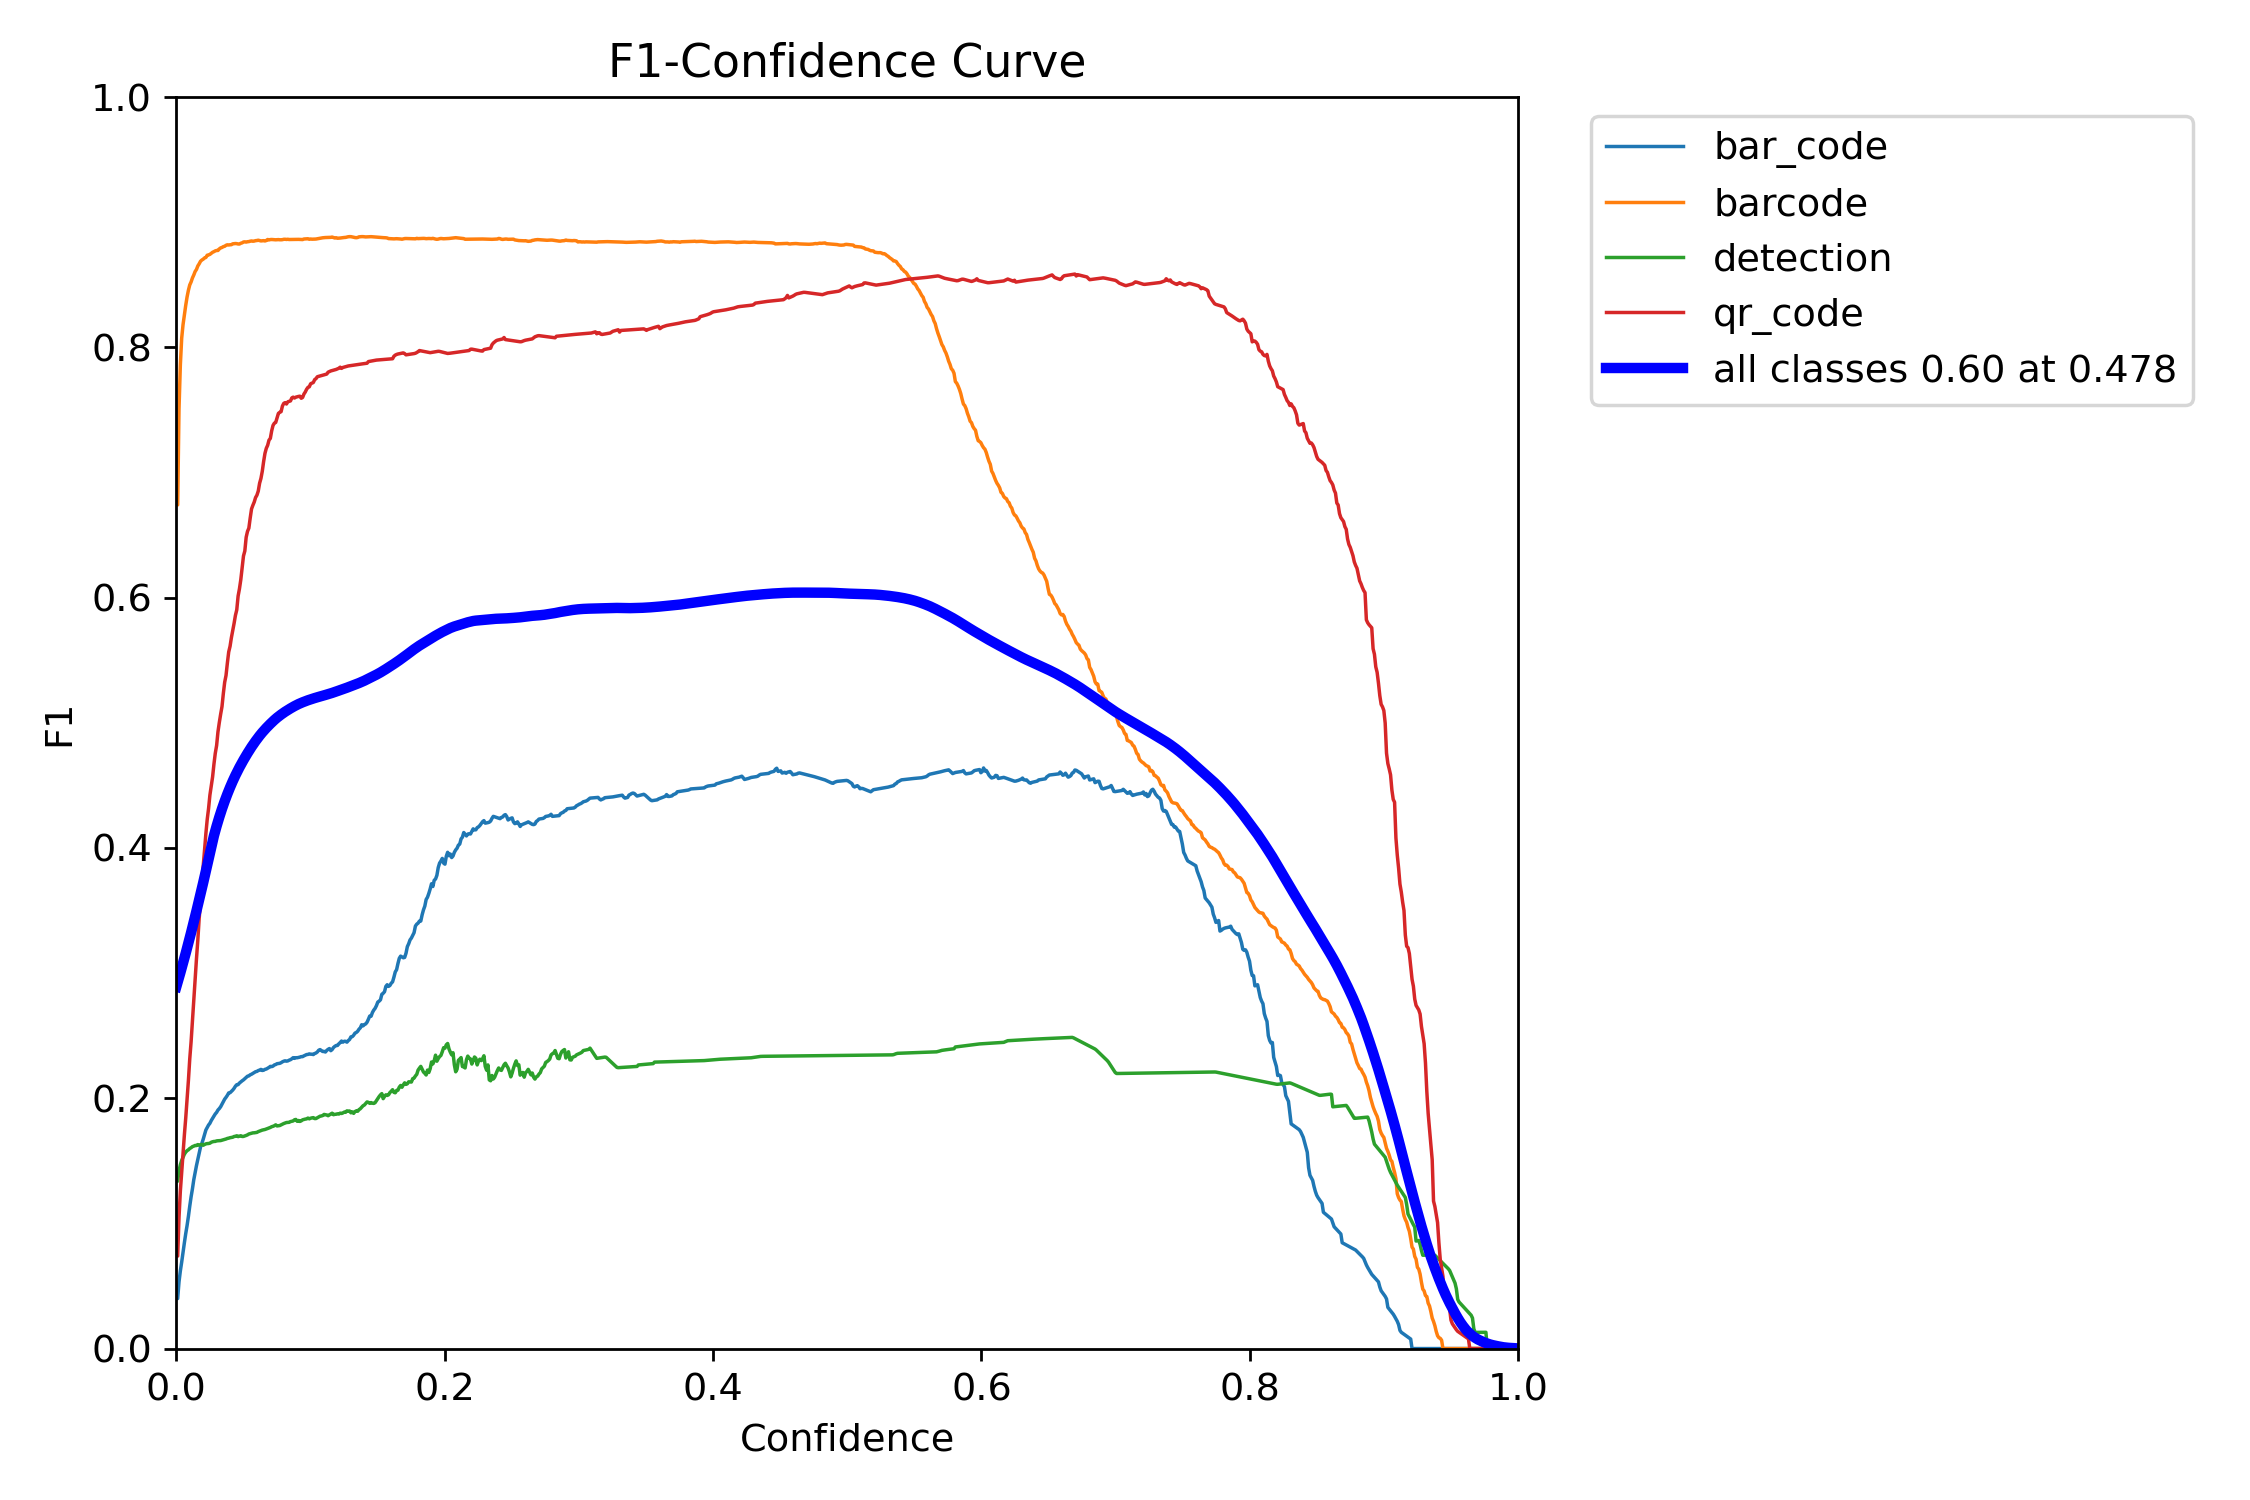 F1-Confidence Curve
1.0
0.8
0.6
0.4
0.2
0.0
F1
0.0 0.2 0.4 0.6 0.8 1.0
Confidence
bar_code
barcode
detection
qr_code
all classes 0.60 at 0.478